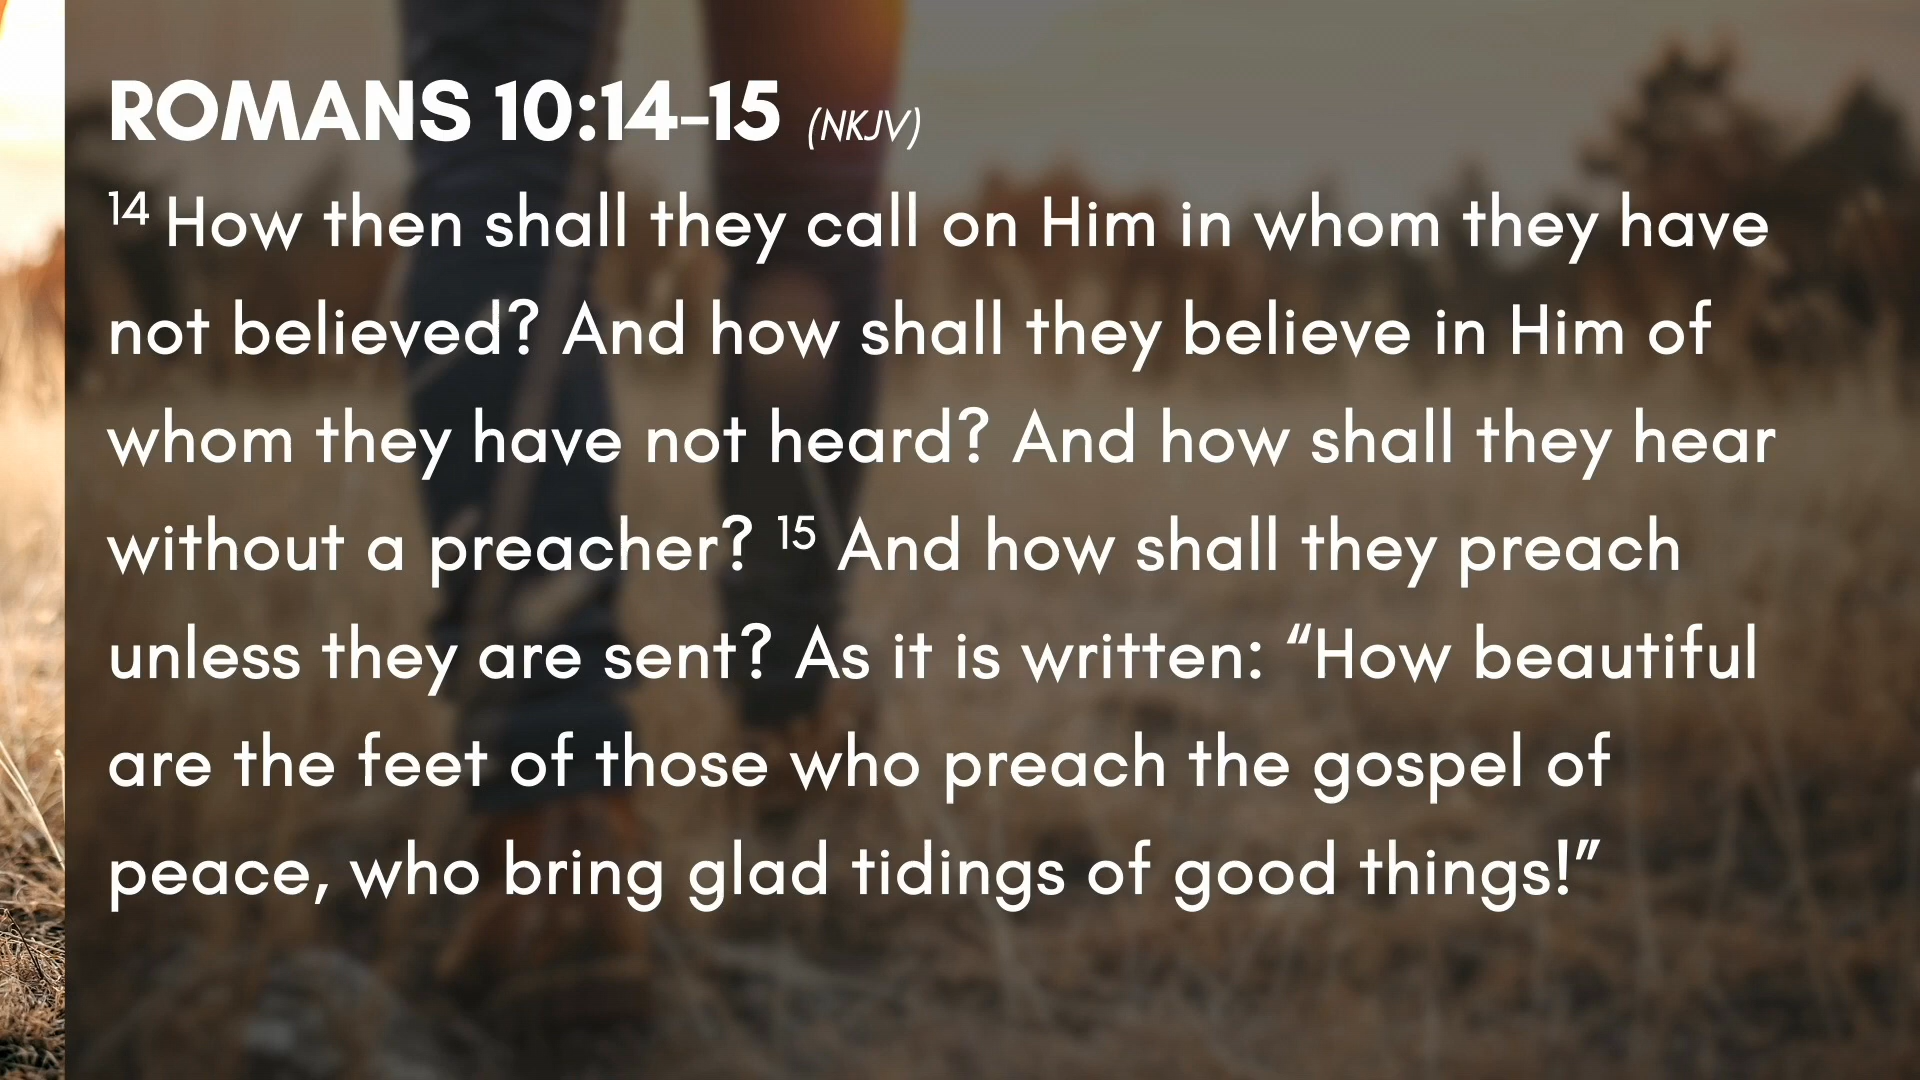 ROMANS 10:14-15 (NKJV)
14 How then shall they call on Him in whom they have
not believed? And how shall they believe in Him of
whom they have not heard? And how shall they hear
without a preacher? 15 And how shall they preach
unless they are sent? As it is written: “How beautiful
are the feet of those who preach the gospel of
peace, who bring glad tidings of good things!”